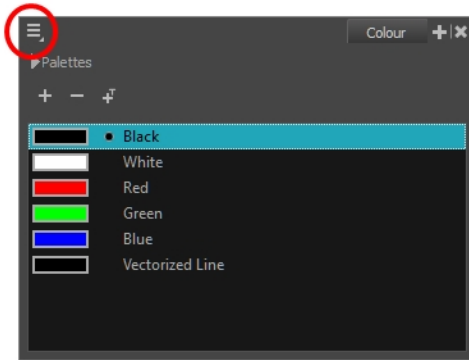 Colour
Palettes
Black
White
Red
Green
Blue
Vectorized Line